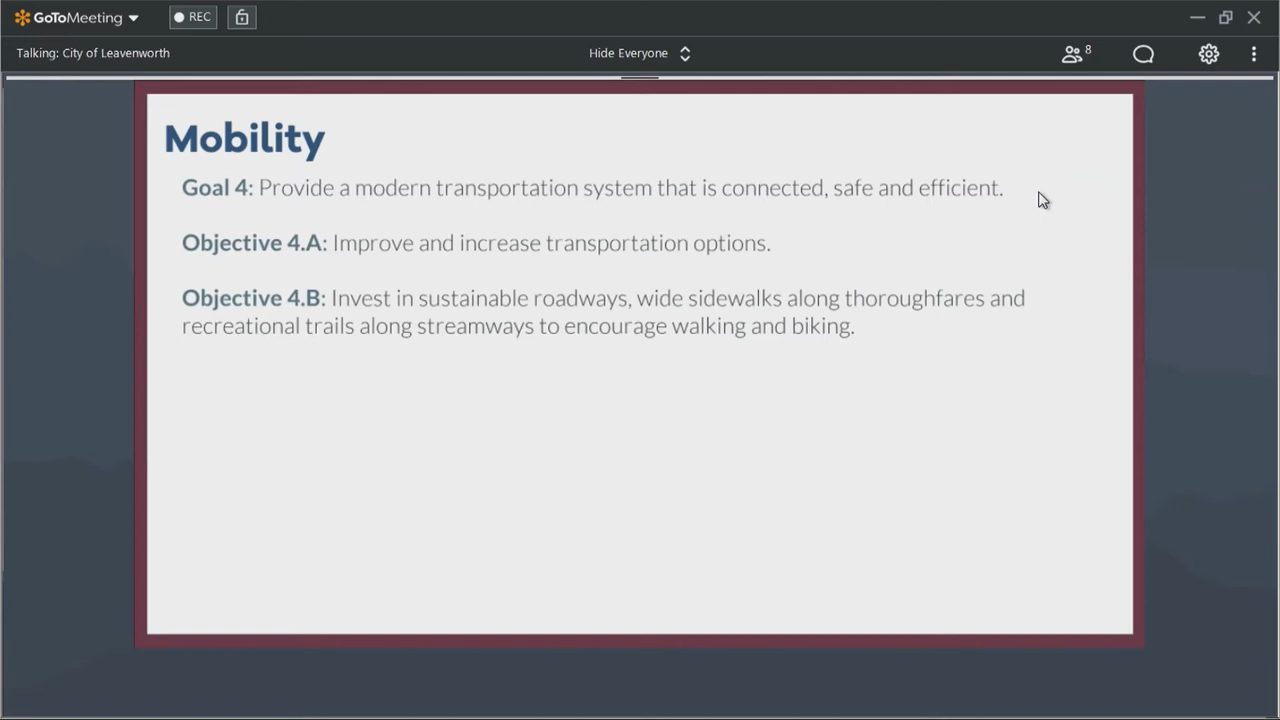 GoToMeeting
REC
Talking: City of Leavenworth
Hide Everyone
8
Mobility
Goal 4: Provide a modern transportation system that is connected, safe and efficient.
Objective 4.A: Improve and increase transportation options.
Objective 4.B: Invest in sustainable roadways, wide sidewalks along thoroughfares and
recreational trails along streamways to encourage walking and biking.